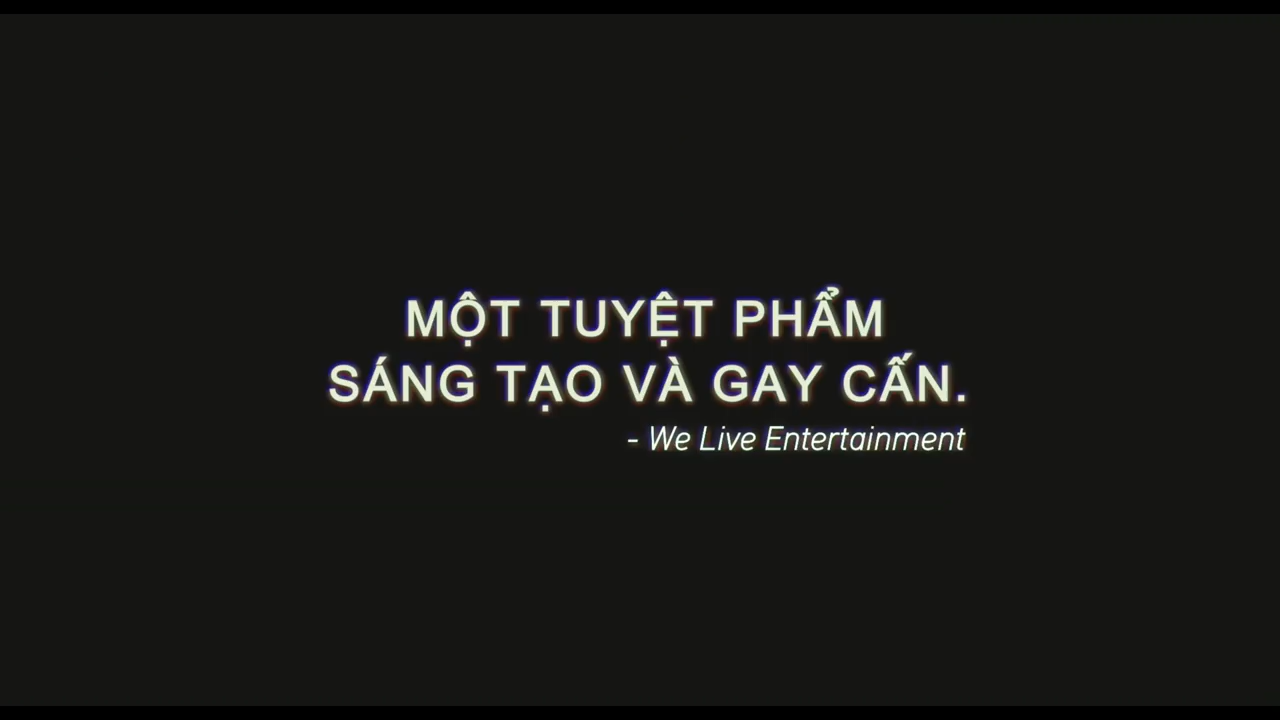 MỘT TUYỆT PHẨM
SÁNG TẠO VÀ GAY CẤN.
- We Live Entertainment